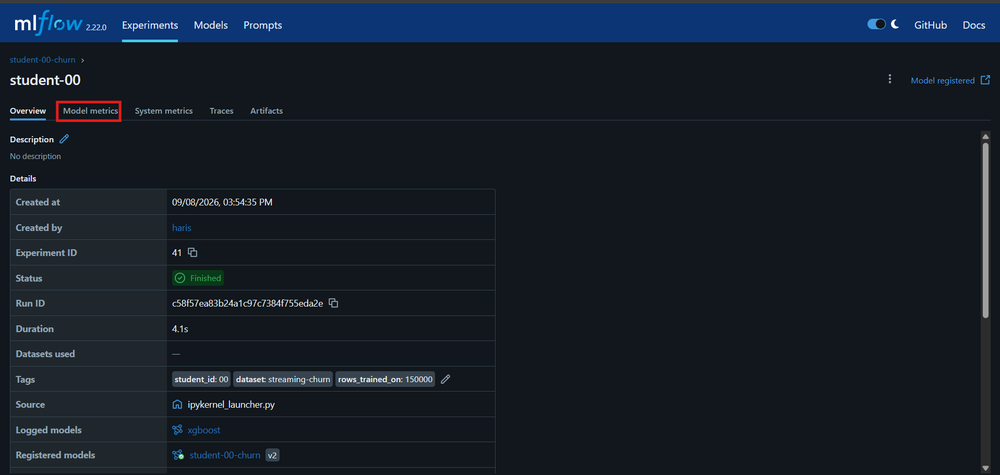 mlflow 2.22.0 Experiments Models Prompts GitHub Docs
student-00-churn ›
student-00
Model registered
Overview Model metrics System metrics Traces Artifacts
Description
No description
Details
Created at 09/08/2026, 03:54:35 PM
Created by haris
Experiment ID 41
Status Finished
Run ID c58f57ea83b24a1c97c7384f755eda2e
Duration 4.1s
Datasets used —
Tags student_id: 00 dataset: streaming-churn rows_trained_on: 150000
Source ipykernel_launcher.py
Logged models xgboost
Registered models student-00-churn v2